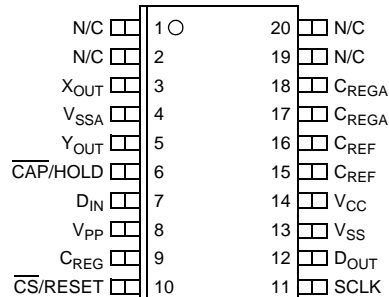 N/C 1 20 N/C
N/C 2 19 N/C
XOUT 3 18 CREGA
VSSA 4 17 CREGA
YOUT 5 16 CREF
CAP/HOLD 6 15 CREF
DIN 7 14 VCC
VPP 8 13 VSS
CREG 9 12 DOUT
CS/RESET 10 11 SCLK